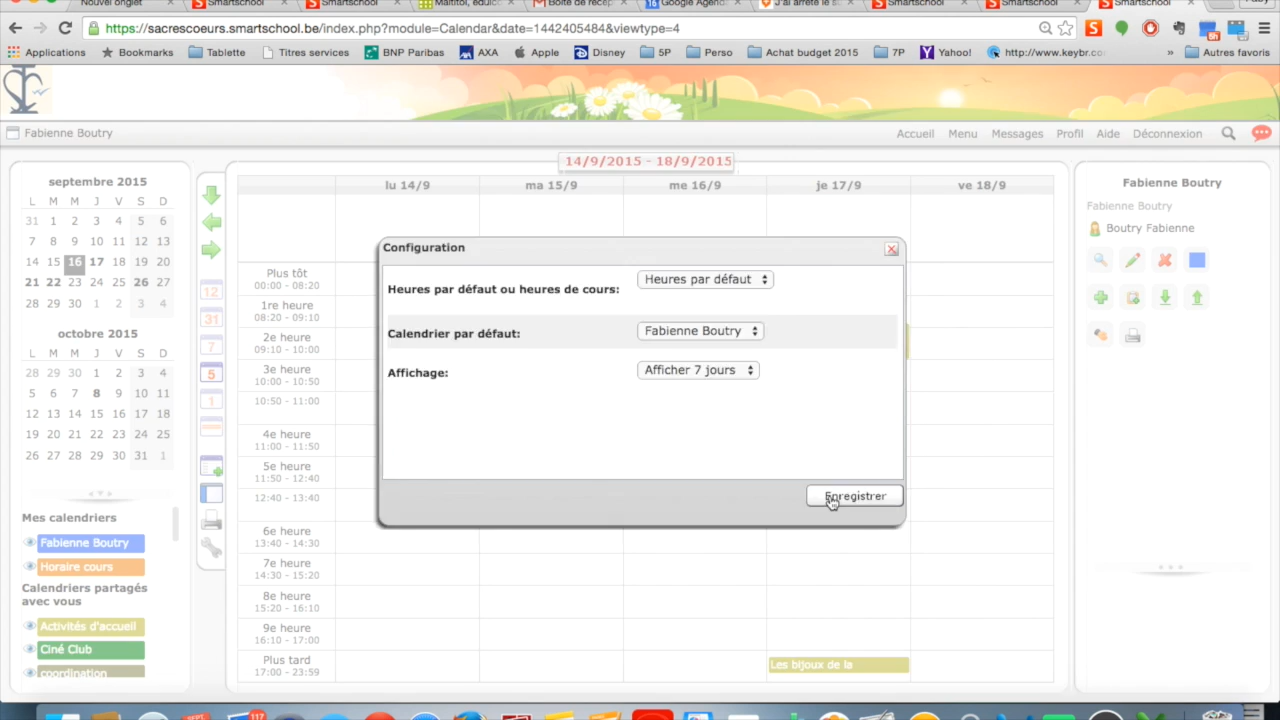 Nouvel onglet
Smartschool
Smartschool
Maltitol, édulco
Google Agenda
J'ai arrêté le s
Smartschool
Smartschool
Smartschool
https://sacrescoeurs.smartschool.be/index.php?module=Calendar&date=1442405484&viewtype=4
Applications Bookmarks Tablette Titres services BNP Paribas AXA Apple Disney 5P Perso Achat budget 2015 7P Yahoo! http://www.keybr.co » Autres favoris
Fabienne Boutry Accueil Menu Messages Profil Aide Déconnexion
14/9/2015 - 18/9/2015
septembre 2015
L M M J V S D
31 1 2 3 4 5 6
7 8 9 10 11 12 13
14 15 16 17 18 19 20
21 22 23 24 25 26 27
28 29 30 1 2 3 4
octobre 2015
L M M J V S D
28 29 30 1 2 3 4
5 6 7 8 9 10 11
12 13 14 15 16 17 18
19 20 21 22 23 24 25
26 27 28 29 30 31 1
Mes calendriers
Fabienne Boutry
Horaire cours
Calendriers partagés
avec vous
Activités d'accueil
Ciné Club
coordination
12
31
7
5
1
lu 14/9 ma 15/9 me 16/9 je 17/9 ve 18/9
Plus tôt
00:00 - 08:20
1re heure
08:20 - 09:10
2e heure
09:10 - 10:00
3e heure
10:00 - 10:50
10:50 - 11:00
4e heure
11:00 - 11:50
5e heure
11:50 - 12:40
12:40 - 13:40
6e heure
13:40 - 14:30
7e heure
14:30 - 15:20
8e heure
15:20 - 16:10
9e heure
16:10 - 17:00
Plus tard
17:00 - 23:59
Les bijoux de la
Configuration
Heures par défaut ou heures de cours: Heures par défaut
Calendrier par défaut: Fabienne Boutry
Affichage: Afficher 7 jours
Enregistrer
Fabienne Boutry
Fabienne Boutry
Boutry Fabienne
SEPT.
117